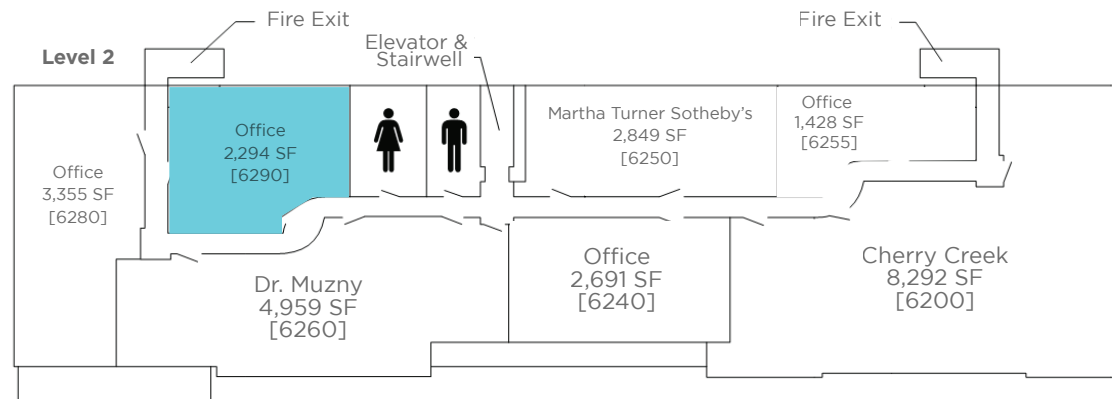 Fire Exit
Fire Exit
Level 2
Elevator &
Stairwell
Office
3,355 SF
[6280]
Office
2,294 SF
[6290]
Martha Turner Sotheby's
2,849 SF
[6250]
Office
1,428 SF
[6255]
Dr. Muzny
4,959 SF
[6260]
Office
2,691 SF
[6240]
Cherry Creek
8,292 SF
[6200]